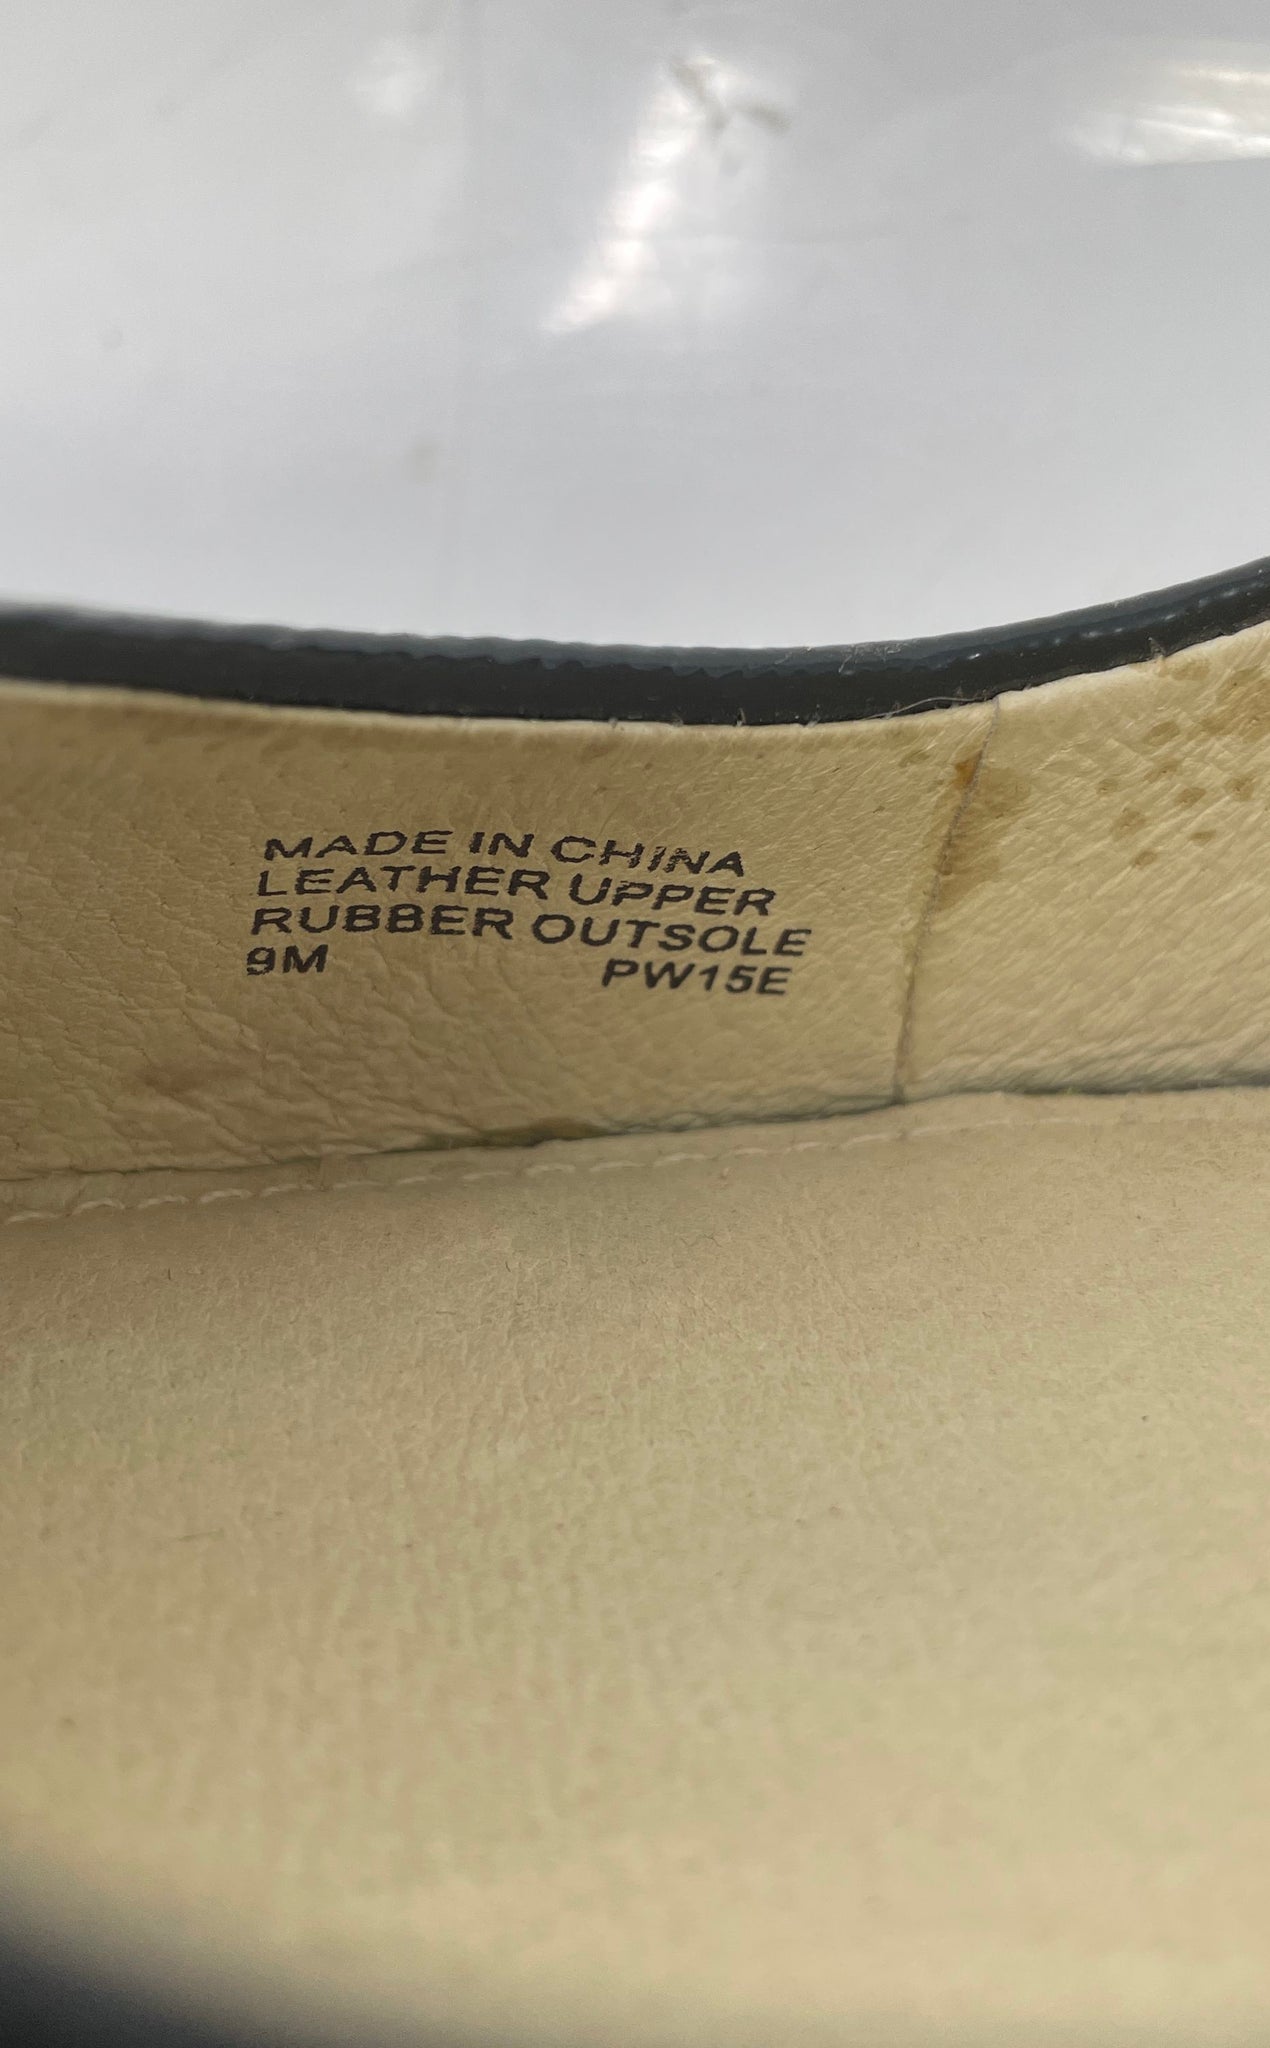 MADE IN CHINA
LEATHER UPPER
RUBBER OUTSOLE
9M PW15E